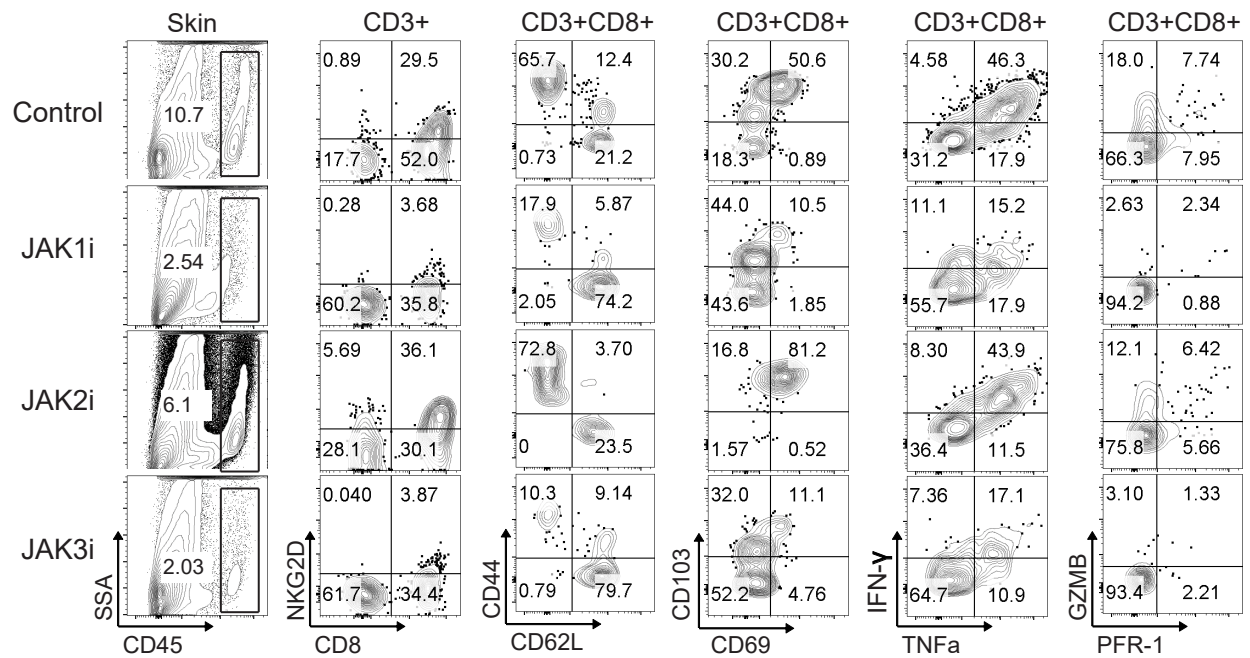 Skin CD3+ CD3+CD8+ CD3+CD8+ CD3+CD8+ CD3+CD8+
Control
10.7
0.89 29.5
17.7 52.0
65.7 12.4
0.73 21.2
30.2 50.6
18.3 0.89
4.58 46.3
31.2 17.9
18.0 7.74
66.3 7.95
JAK1i
2.54
0.28 3.68
60.2 35.8
17.9 5.87
2.05 74.2
44.0 10.5
43.6 1.85
11.1 15.2
55.7 17.9
2.63 2.34
94.2 0.88
JAK2i
6.1
5.69 36.1
28.1 30.1
72.8 3.70
0 23.5
16.8 81.2
1.57 0.52
8.30 43.9
36.4 11.5
12.1 6.42
75.8 5.66
JAK3i
2.03
0.040 3.87
61.7 34.4
10.3 9.14
0.79 79.7
32.0 11.1
52.2 4.76
7.36 17.1
64.7 10.9
3.10 1.33
93.4 2.21
SSA
CD45
NKG2D
CD8
CD44
CD62L
CD103
CD69
IFN-γ
TNFa
GZMB
PFR-1